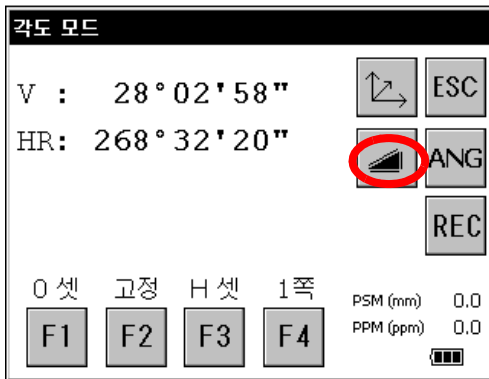 각도 모드
V : 28°02'58"
ESC
HR: 268°32'20"
ANG
REC
0 셋 고정 H 셋 1쪽
F1 F2 F3 F4
PSM (mm) 0.0
PPM (ppm) 0.0